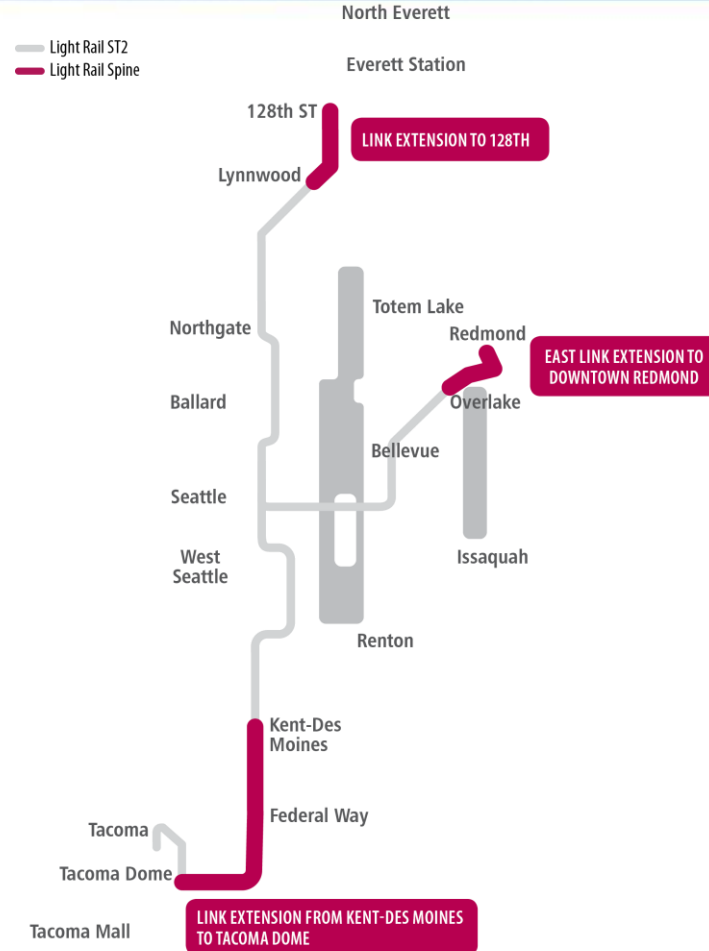 North Everett
Light Rail ST2
Light Rail Spine
Everett Station
128th ST
LINK EXTENSION TO 128TH
Lynnwood
Totem Lake
Northgate
Redmond
EAST LINK EXTENSION TO
DOWNTOWN REDMOND
Ballard
Overlake
Bellevue
Seattle
West
Seattle
Issaquah
Renton
Kent-Des
Moines
Federal Way
Tacoma
Tacoma Dome
LINK EXTENSION FROM KENT-DES MOINES
TO TACOMA DOME
Tacoma Mall